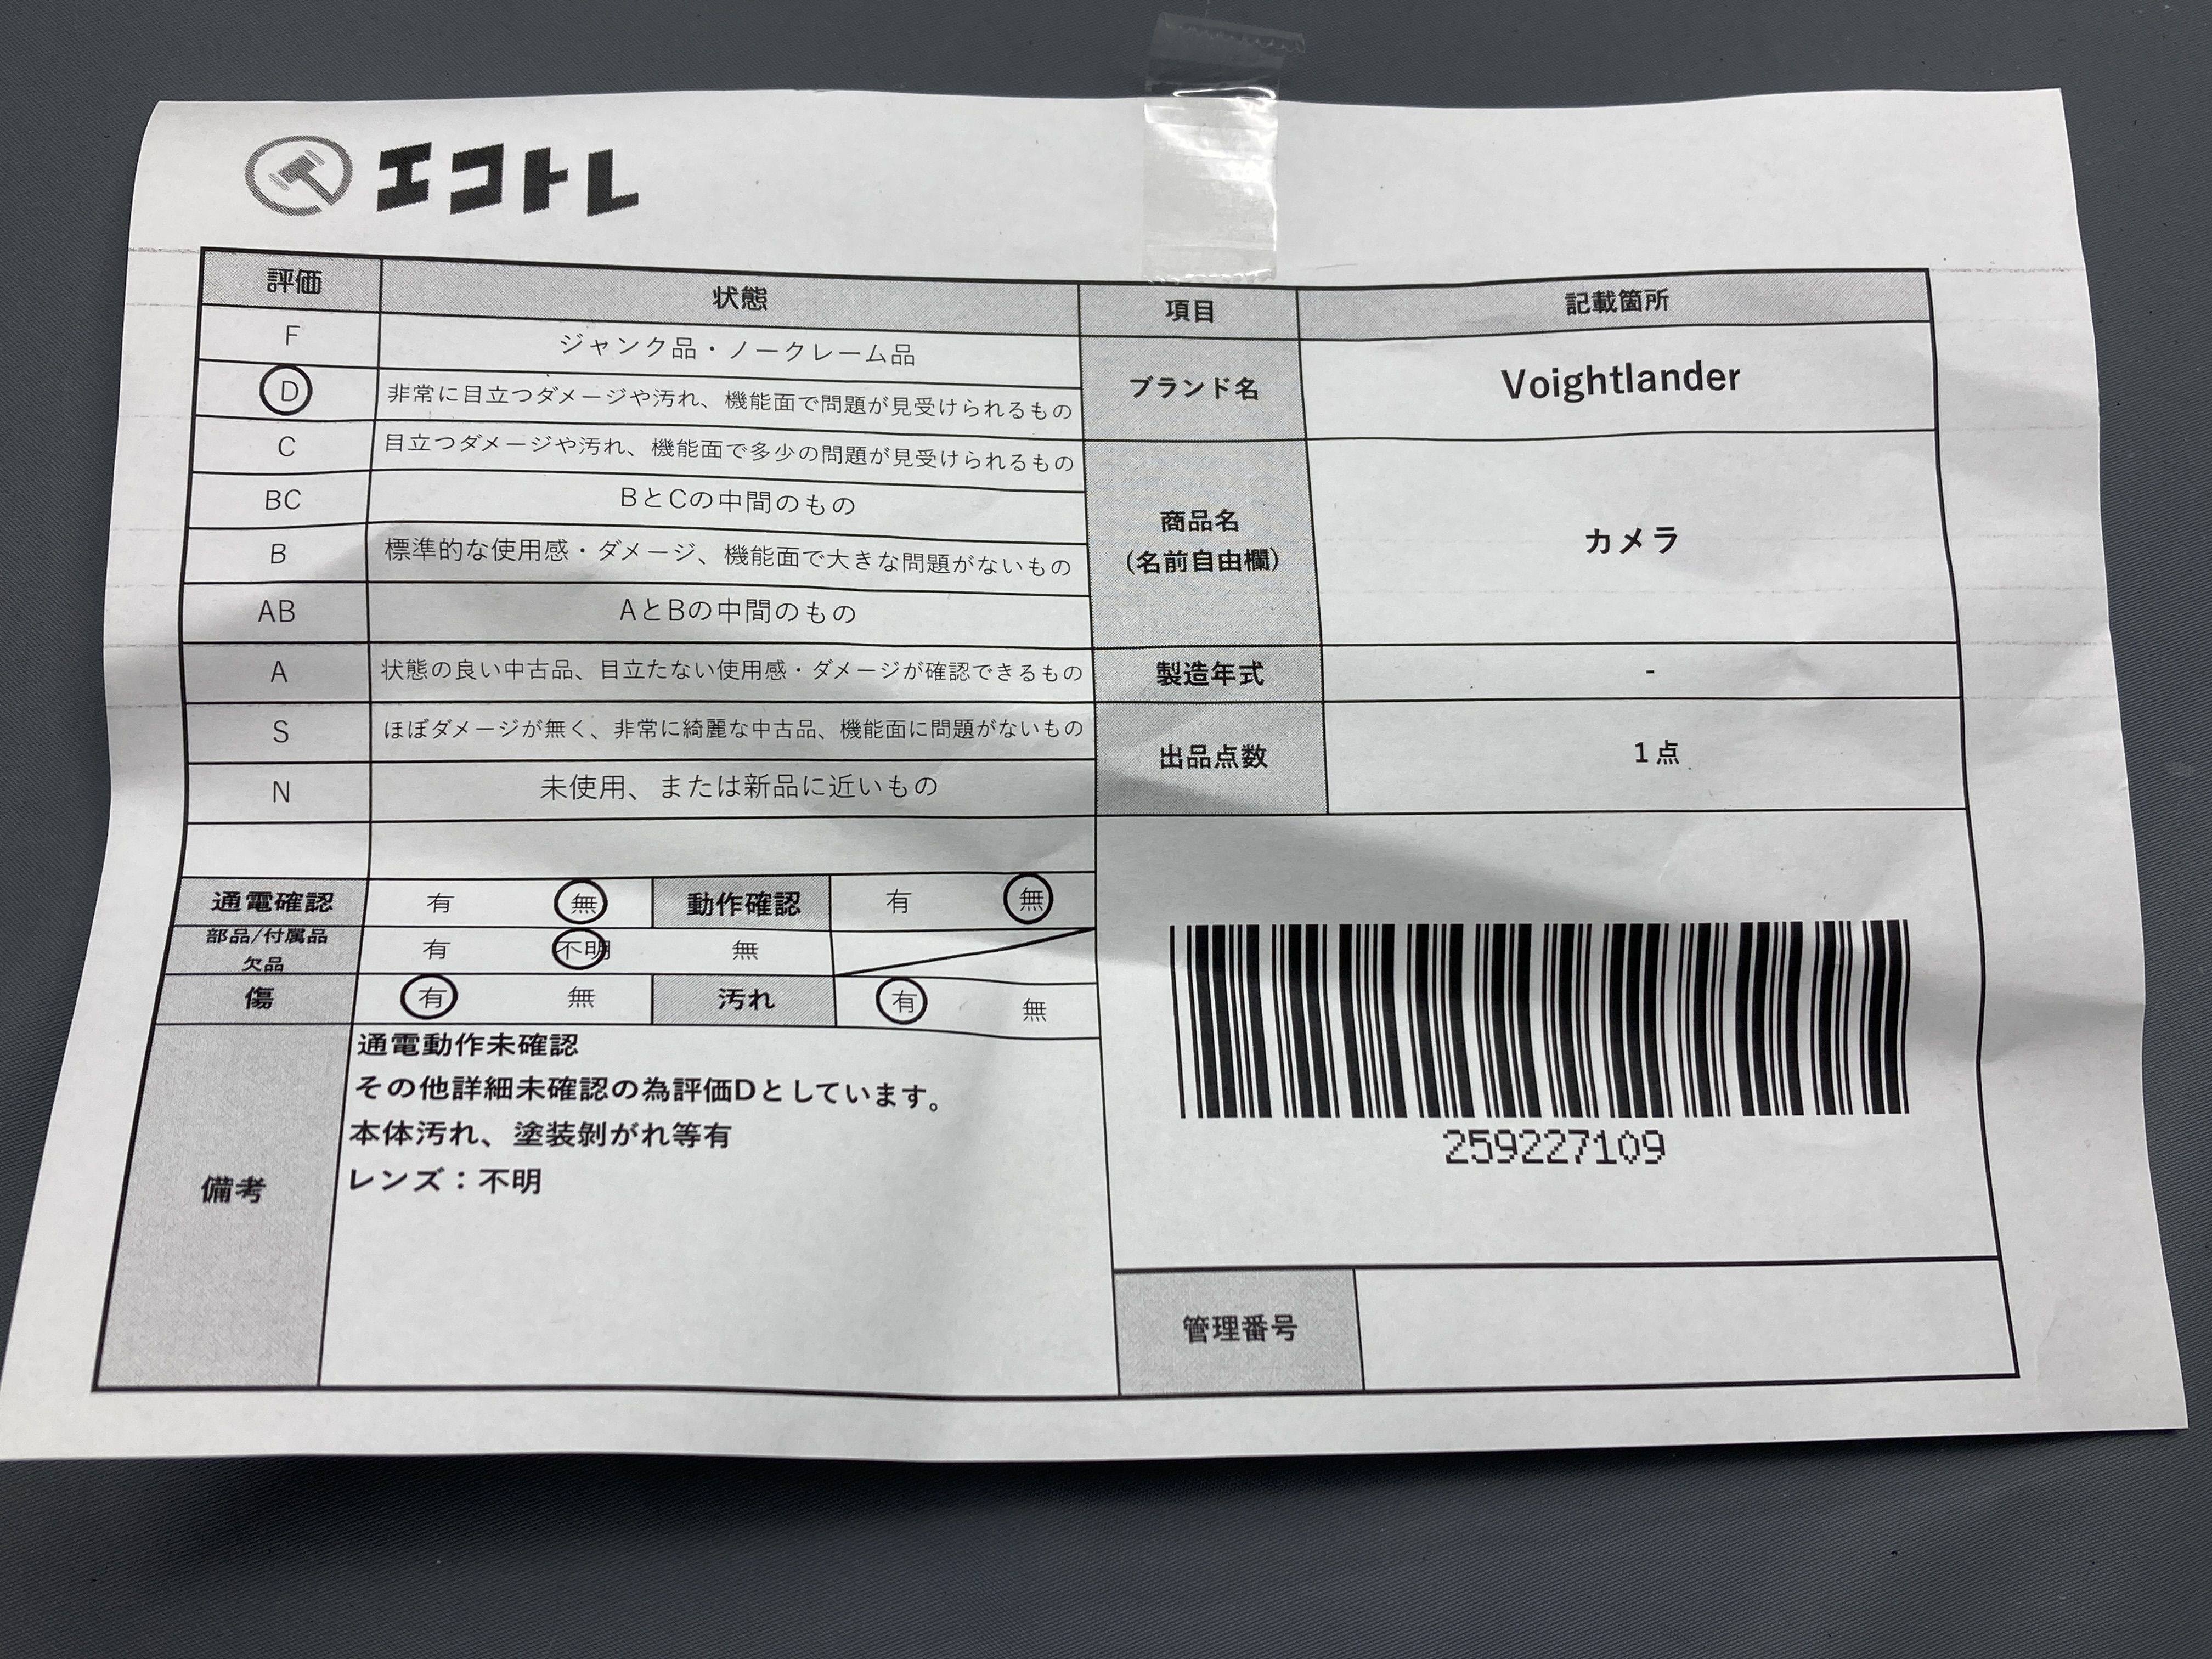 エコトレ
評価 状態 項目 記載箇所
F ジャンク品・ノークレーム品
D 非常に目立つダメージや汚れ、機能面で問題が見受けられるもの
ブランド名 Voightlander
C 目立つダメージや汚れ、機能面で多少の問題が見受けられるもの
BC BとCの中間のもの
商品名
(名前自由欄)
カメラ
B 標準的な使用感・ダメージ、機能面で大きな問題がないもの
AB AとBの中間のもの
A 状態の良い中古品、目立たない使用感・ダメージが確認できるもの
製造年式 -
S ほぼダメージが無く、非常に綺麗な中古品、機能面に問題がないもの
出品点数 1点
N 未使用、または新品に近いもの
通電確認 有 無 動作確認 有 無
部品/付属品
欠品
有 不明 無
傷 有 無 汚れ 有 無
備考
通電動作未確認
その他詳細未確認の為評価Dとしています。
本体汚れ、塗装剝がれ等有
レンズ：不明
259227109
管理番号